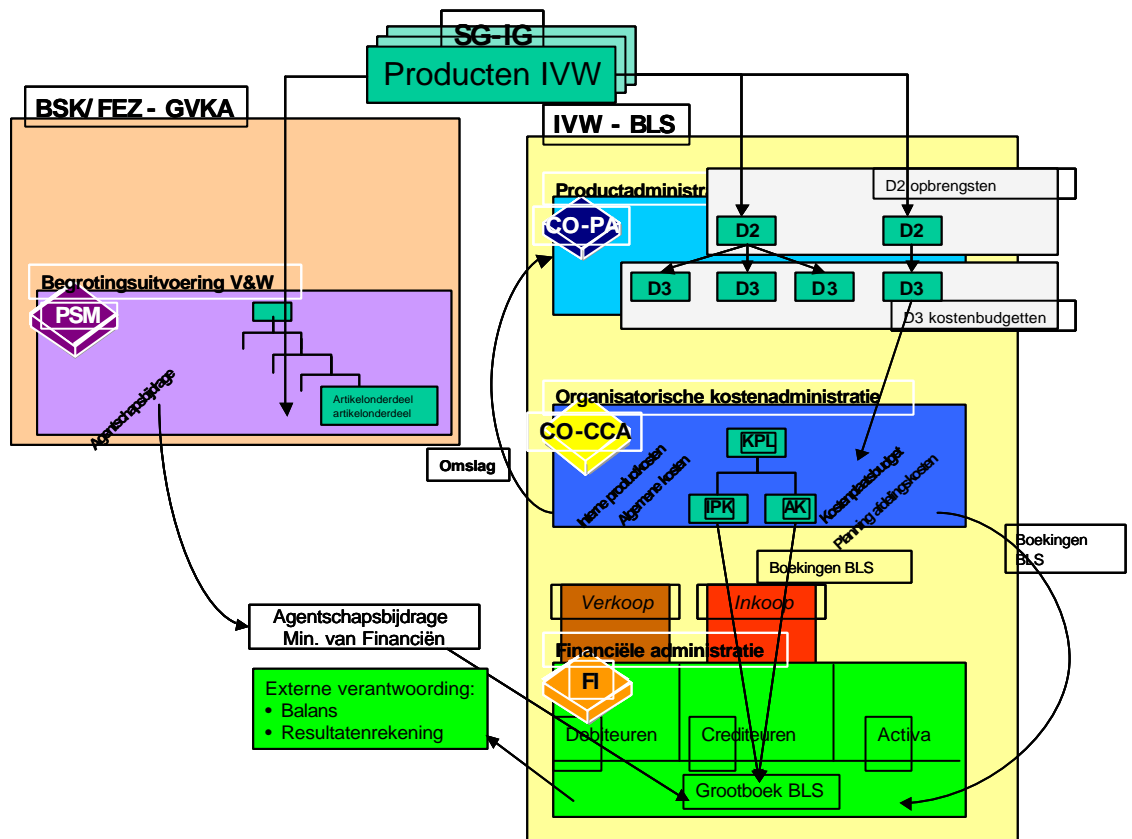 SG-IG
Producten IVW
BSK/ FEZ - GVKA
IVW - BLS
Productadministr
D2 opbrengsten
CO-PA
D2
D2
D3
D3
D3
D3
D3 kostenbudgetten
Begrotingsuitvoering V&W
PSM
Artikelonderdeel
artikelonderdeel
Agentschapsbijdrage
Organisatorische kostenadministratie
CO-CCA
KPL
Omslag
Interne productkosten
Algemene kosten
IPK
AK
Kostenplaatsbudget
Planning afdelingskosten
Boekingen
BLS
Boekingen BLS
Verkoop
Inkoop
Agentschapsbijdrage
Min. van Financiën
Financiële administratie
FI
Externe verantwoording:
• Balans
• Resultatenrekening
Debiteuren
Crediteuren
Activa
Grootboek BLS